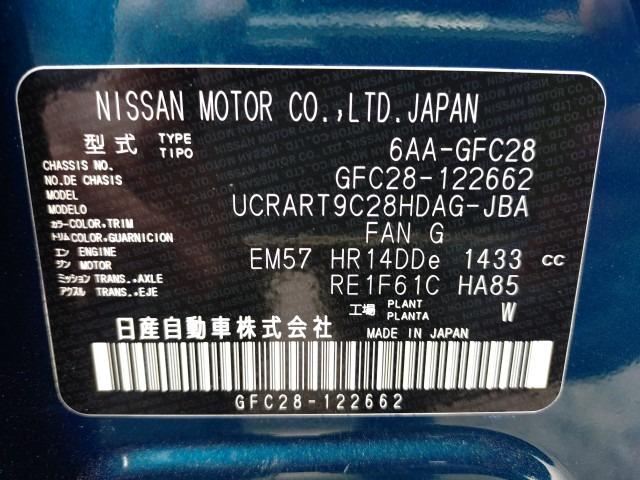 NISSAN MOTOR CO.,LTD.JAPAN
型式 TYPE TIPO 6AA-GFC28
CHASSIS NO. NO.DE CHASIS GFC28-122662
MODEL MODELO UCRART9C28HDAG-JBA
カラー COLOR,TRIM トリム COLOR,GUARNICION FAN G
エンジン ENGINE MOTOR EM57 HR14DDe 1433 CC
ミッション TRANS.,AXLE アクスル TRANS.,EJE RE1F61C HA85
工場 PLANT PLANTA W
日産自動車株式会社 MADE IN JAPAN
GFC28-122662